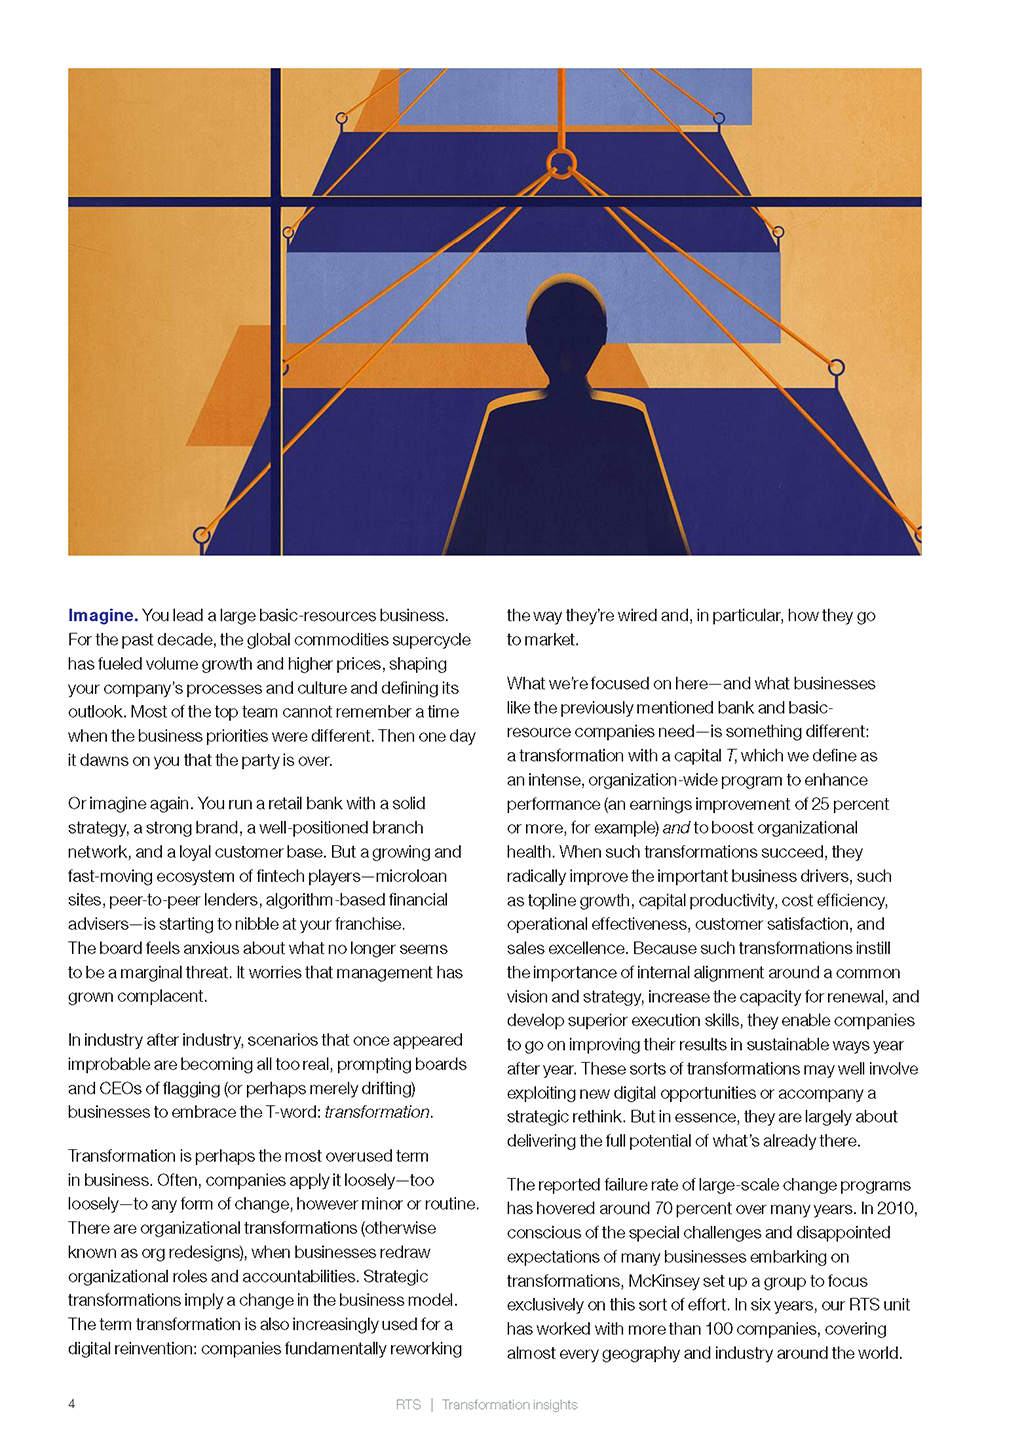 Imagine. You lead a large basic-resources business.
For the past decade, the global commodities supercycle
has fueled volume growth and higher prices, shaping
your company’s processes and culture and defining its
outlook. Most of the top team cannot remember a time
when the business priorities were different. Then one day
it dawns on you that the party is over.
Or imagine again. You run a retail bank with a solid
strategy, a strong brand, a well-positioned branch
network, and a loyal customer base. But a growing and
fast-moving ecosystem of fintech players—microloan
sites, peer-to-peer lenders, algorithm-based financial
advisers—is starting to nibble at your franchise.
The board feels anxious about what no longer seems
to be a marginal threat. It worries that management has
grown complacent.
In industry after industry, scenarios that once appeared
improbable are becoming all too real, prompting boards
and CEOs of flagging (or perhaps merely drifting)
businesses to embrace the T-word: transformation.
Transformation is perhaps the most overused term
in business. Often, companies apply it loosely—too
loosely—to any form of change, however minor or routine.
There are organizational transformations (otherwise
known as org redesigns), when businesses redraw
organizational roles and accountabilities. Strategic
transformations imply a change in the business model.
The term transformation is also increasingly used for a
digital reinvention: companies fundamentally reworking
the way they’re wired and, in particular, how they go
to market.
What we’re focused on here—and what businesses
like the previously mentioned bank and basic-
resource companies need—is something different:
a transformation with a capital T, which we define as
an intense, organization-wide program to enhance
performance (an earnings improvement of 25 percent
or more, for example) and to boost organizational
health. When such transformations succeed, they
radically improve the important business drivers, such
as topline growth, capital productivity, cost efficiency,
operational effectiveness, customer satisfaction, and
sales excellence. Because such transformations instill
the importance of internal alignment around a common
vision and strategy, increase the capacity for renewal, and
develop superior execution skills, they enable companies
to go on improving their results in sustainable ways year
after year. These sorts of transformations may well involve
exploiting new digital opportunities or accompany a
strategic rethink. But in essence, they are largely about
delivering the full potential of what’s already there.
The reported failure rate of large-scale change programs
has hovered around 70 percent over many years. In 2010,
conscious of the special challenges and disappointed
expectations of many businesses embarking on
transformations, McKinsey set up a group to focus
exclusively on this sort of effort. In six years, our RTS unit
has worked with more than 100 companies, covering
almost every geography and industry around the world.
4
RTS | Transformation insights